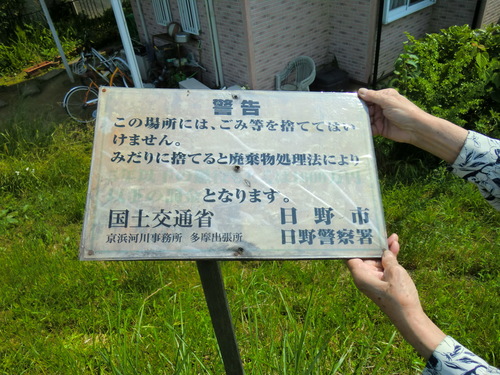 警告
この場所には、ごみ等を捨ててはい
けません。
みだりに捨てると廃棄物処理法により
となります。
国土交通省 日野市
京浜河川事務所 多摩出張所 日野警察署